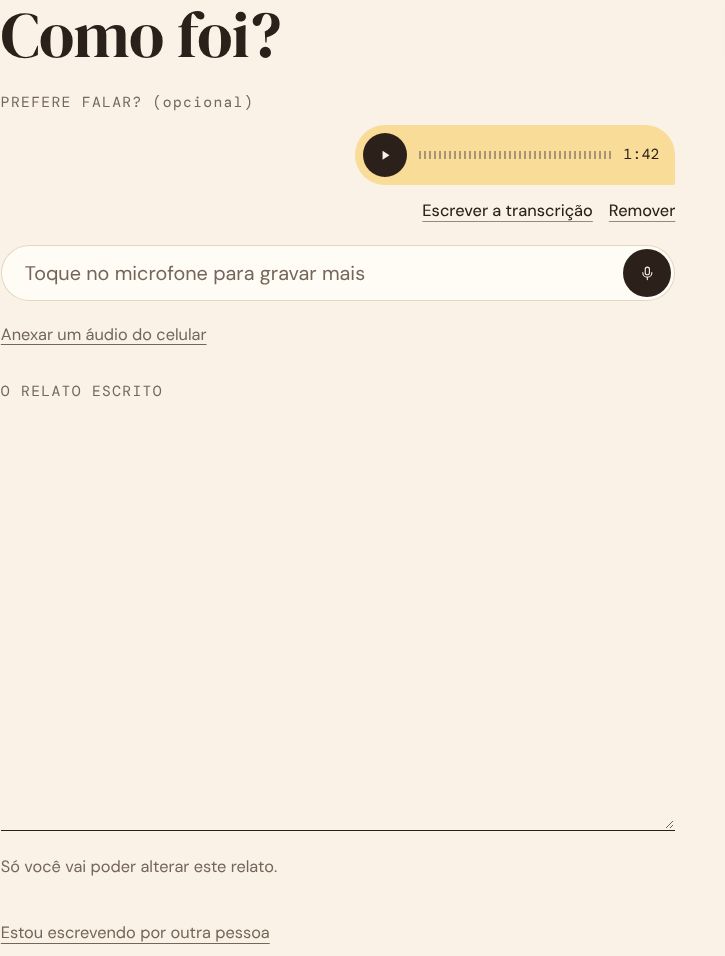 Como foi?
PREFERE FALAR? (opcional)
1:42
Escrever a transcrição Remover
Toque no microfone para gravar mais
Anexar um áudio do celular
O RELATO ESCRITO
Só você vai poder alterar este relato.
Estou escrevendo por outra pessoa